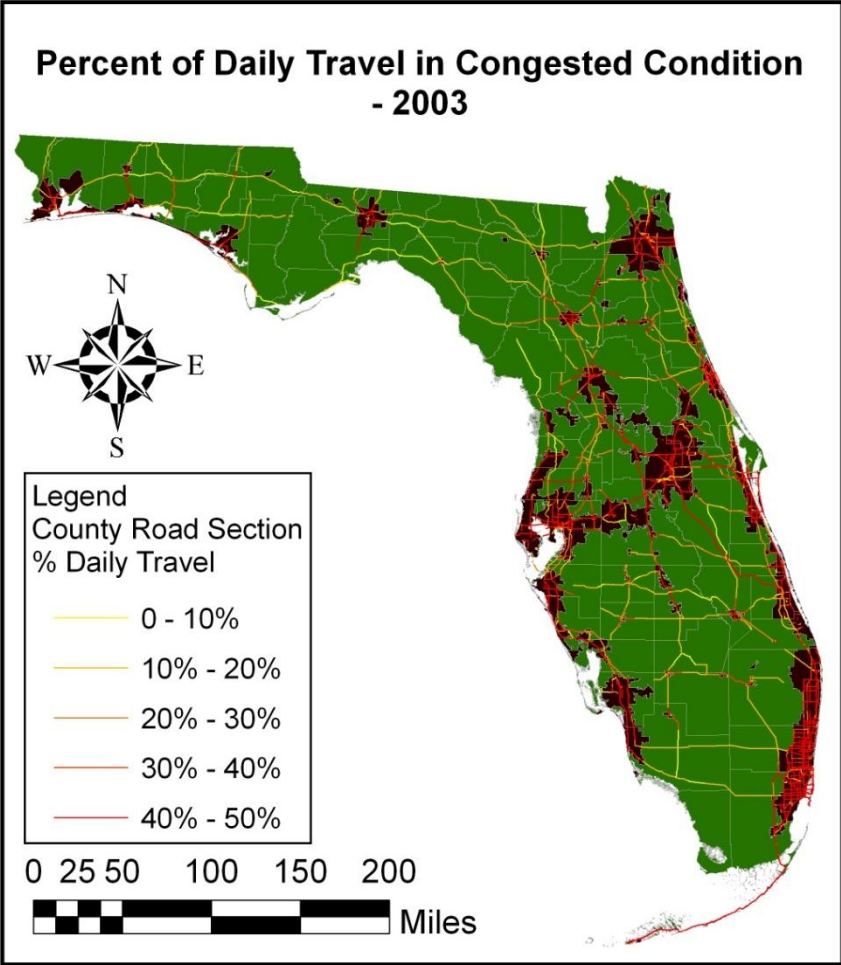 Percent of Daily Travel in Congested Condition
- 2003
N
W
E
S
Legend
County Road Section
% Daily Travel
0 - 10%
10% - 20%
20% - 30%
30% - 40%
40% - 50%
0 25 50 100 150 200
Miles